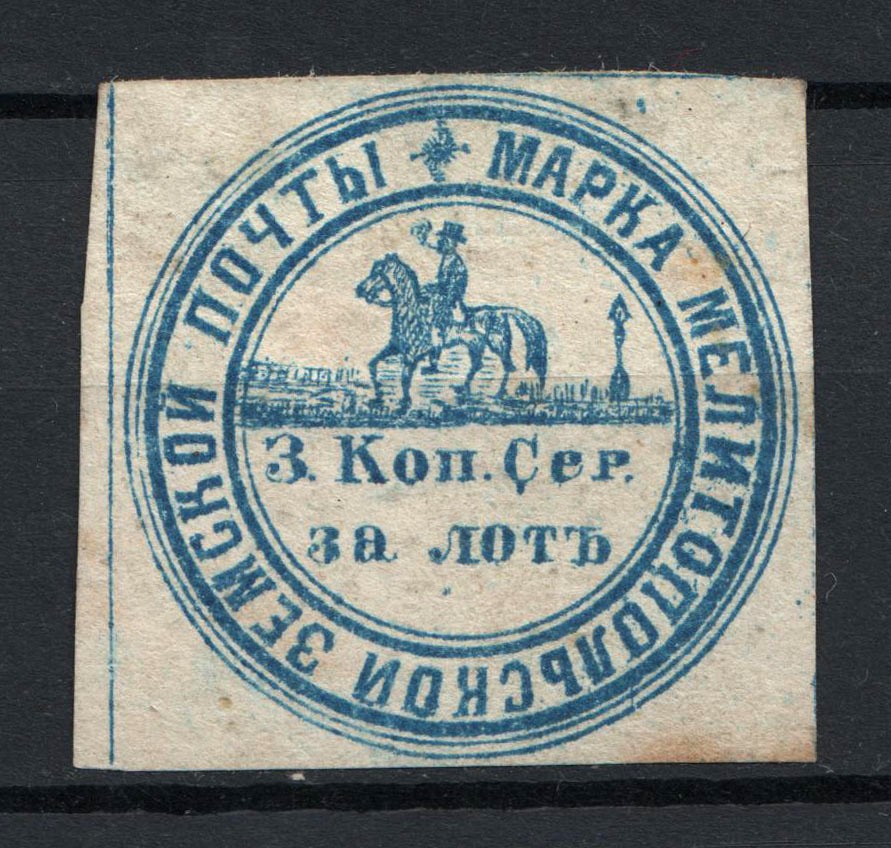 МАРКА МЕЛИТОПОЛЬСКОЙ ЗЕМСКОЙ ПОЧТЫ
3. Коп. Сер.
за лотъ